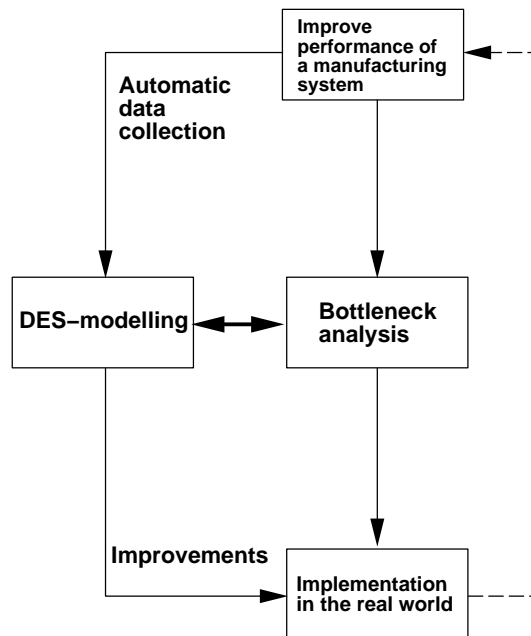 Improve
performance of
a manufacturing
system
Automatic
data
collection
DES−modelling
Bottleneck
analysis
Improvements
Implementation
in the real world